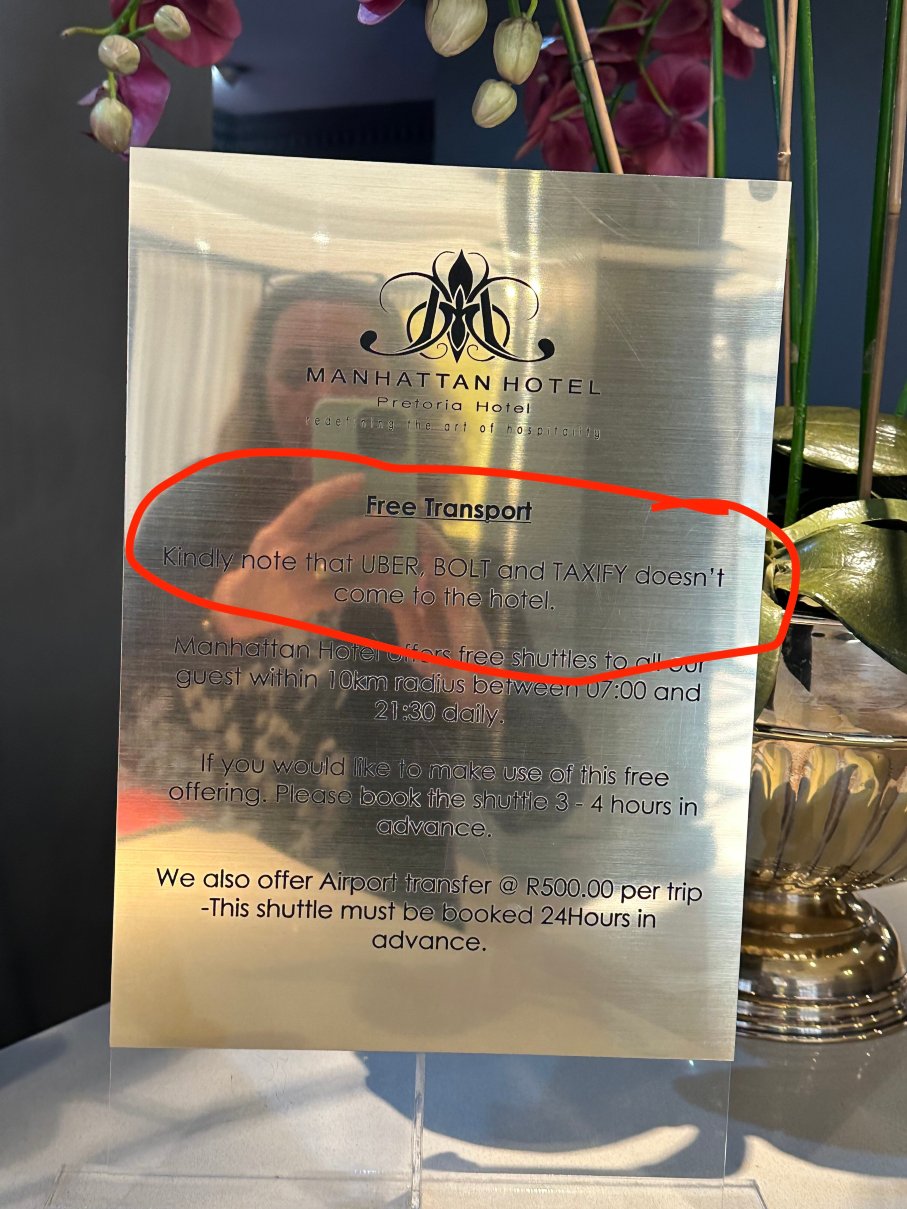 MANHATTAN HOTEL
Pretoria Hotel
redefining the art of hospitality
Free Transport
Kindly note that UBER, BOLT and TAXIFY doesn't
come to the hotel.
Manhattan Hotel offers free shuttles to all our
guest within 10km radius between 07:00 and
21:30 daily.
If you would like to make use of this free
offering. Please book the shuttle 3 - 4 hours in
advance.
We also offer Airport transfer @ R500.00 per trip
-This shuttle must be booked 24Hours in
advance.